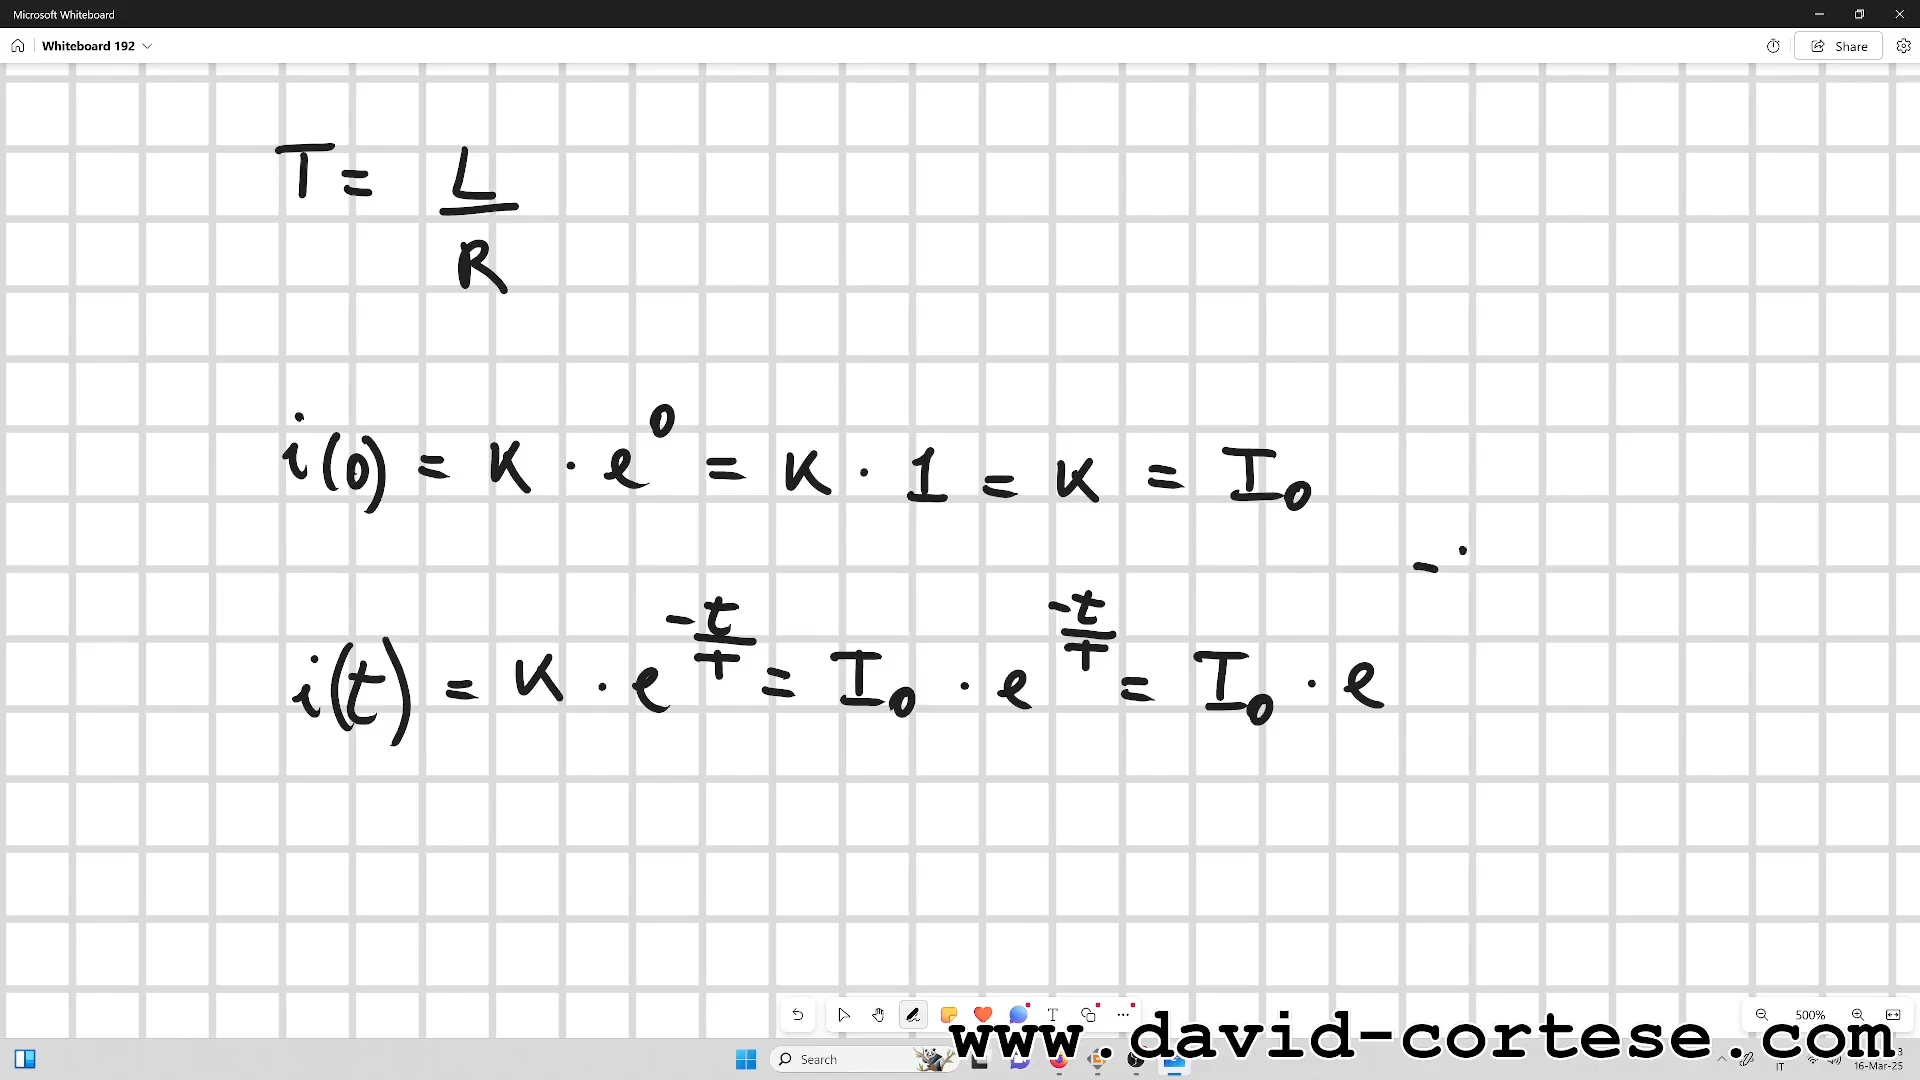 Microsoft Whiteboard
Whiteboard 192
Share
T = L/R
i(0) = K · e^0 = K · 1 = K = I₀
i(t) = K · e^(-t/T) = I₀ · e^(-t/T) = I₀ · e^-
500%
www.david-cortese.com
Search
IT
16-Mar-25